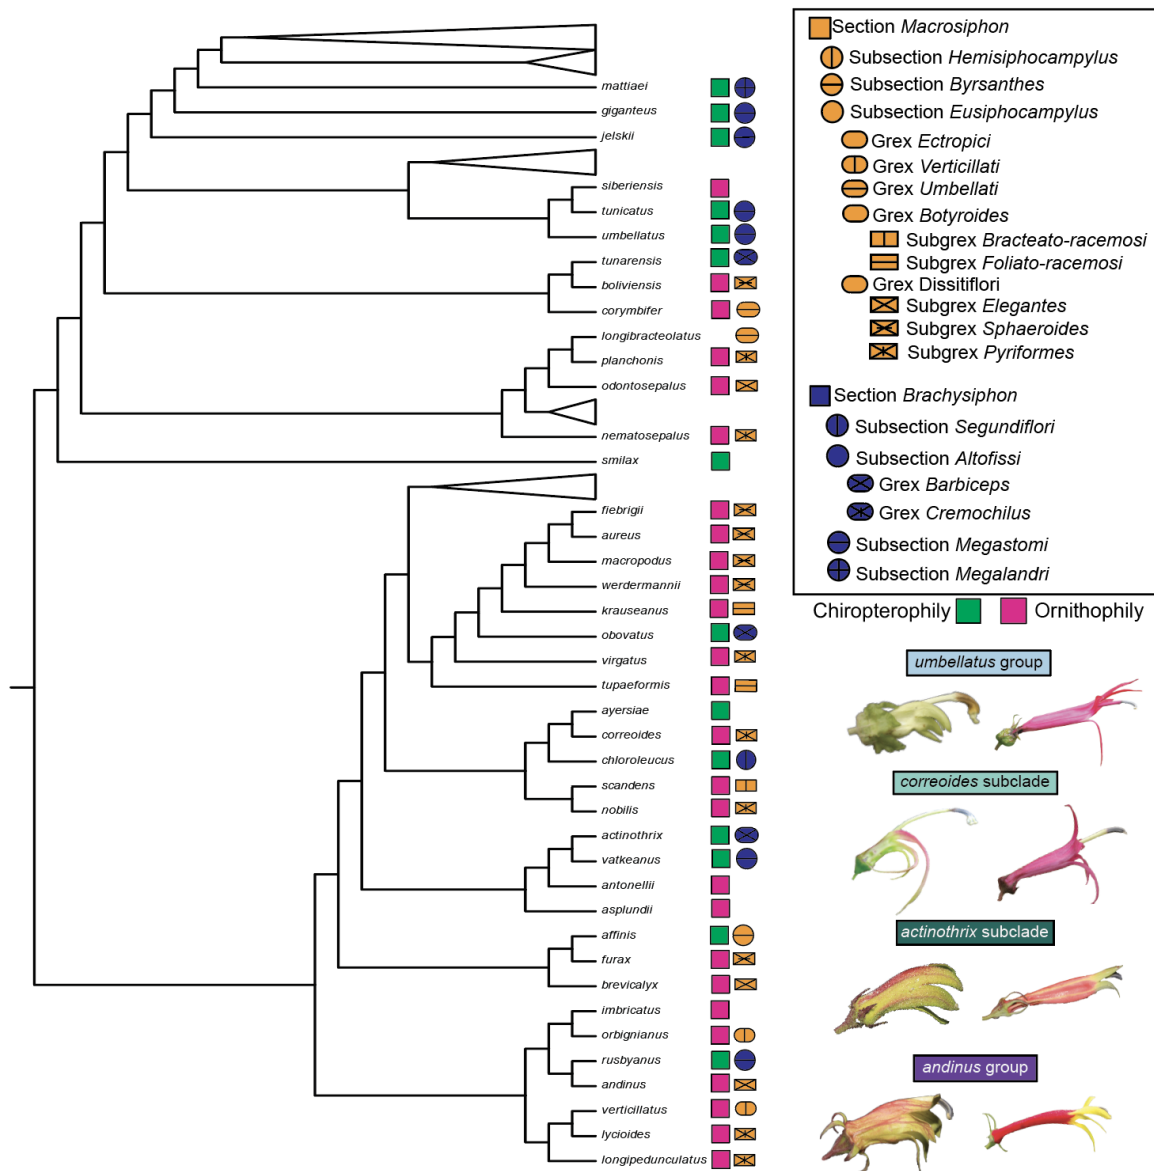 mattiaei
giganteus
jelskii
siberiensis
tunicatus
umbellatus
tunarensis
boliviensis
corymbifer
longibracteolatus
planchonis
odontosepalus
nematosepalus
smilax
fiebrigii
aureus
macropodus
werdermannii
krauseanus
obovatus
virgatus
tupaeformis
ayersiae
correoides
chloroleucus
scandens
nobilis
actinothrix
vatkeanus
antonellii
asplundii
affinis
furax
brevicalyx
imbricatus
orbignianus
rusbyanus
andinus
verticillatus
lycioides
longipedunculatus
Section Macrosiphon
Subsection Hemisiphocampylus
Subsection Byrsanthes
Subsection Eusiphocampylus
Grex Ectropici
Grex Verticillati
Grex Umbellati
Grex Botyroides
Subgrex Bracteato-racemosi
Subgrex Foliato-racemosi
Grex Dissitiflori
Subgrex Elegantes
Subgrex Sphaeroides
Subgrex Pyriformes
Section Brachysiphon
Subsection Segundiflori
Subsection Altofissi
Grex Barbiceps
Grex Cremochilus
Subsection Megastomi
Subsection Megalandri
Chiropterophily Ornithophily
umbellatus group
correoides subclade
actinothrix subclade
andinus group